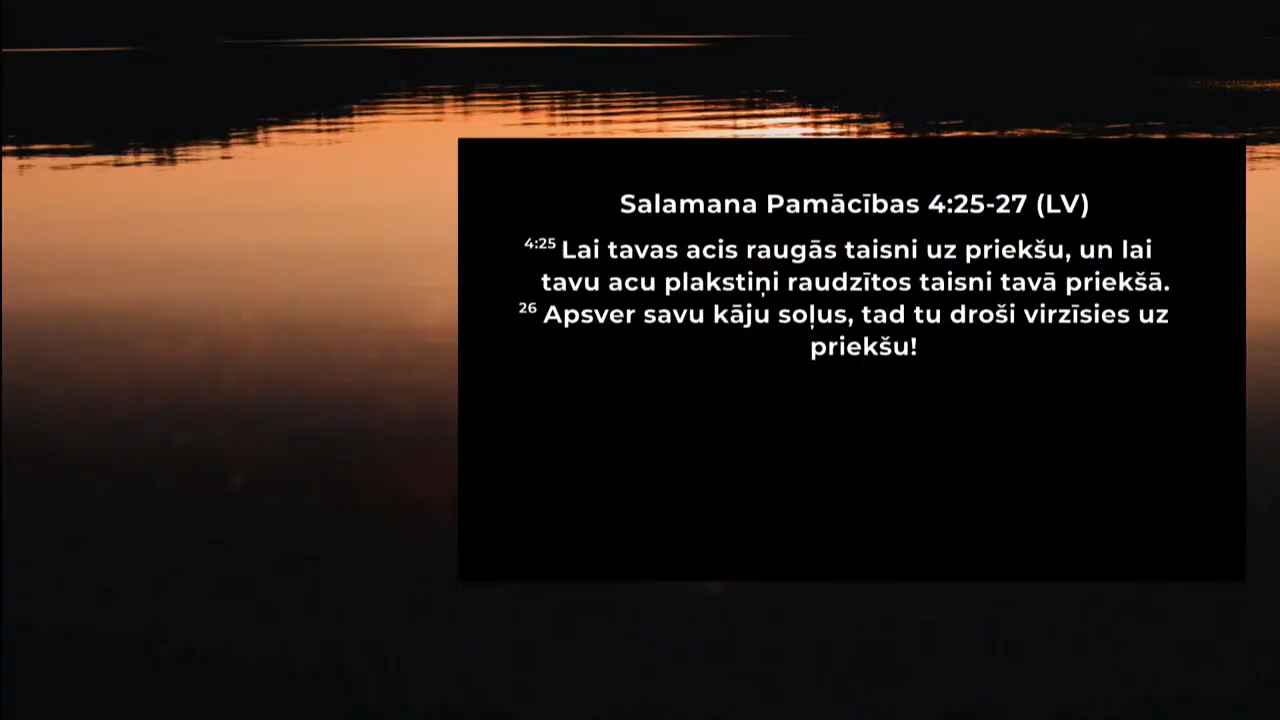 Salamana Pamācības 4:25-27 (LV)
4:25 Lai tavas acis raugās taisni uz priekšu, un lai
tavu acu plakstiņi raudzītos taisni tavā priekšā.
26 Apsver savu kāju soļus, tad tu droši virzīsies uz
priekšu!